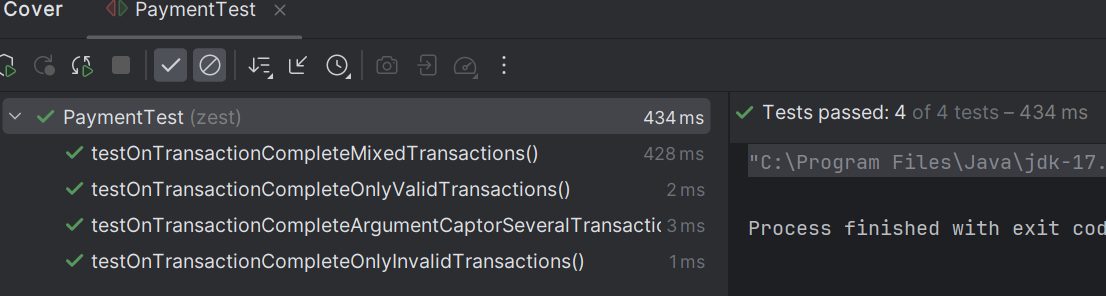 Cover PaymentTest
PaymentTest (zest) 434 ms
testOnTransactionCompleteMixedTransactions() 428 ms
testOnTransactionCompleteOnlyValidTransactions() 2 ms
testOnTransactionCompleteArgumentCaptorSeveralTransactic 3 ms
testOnTransactionCompleteOnlyInvalidTransactions() 1 ms
Tests passed: 4 of 4 tests – 434 ms
"C:\Program Files\Java\jdk-17.
Process finished with exit cod